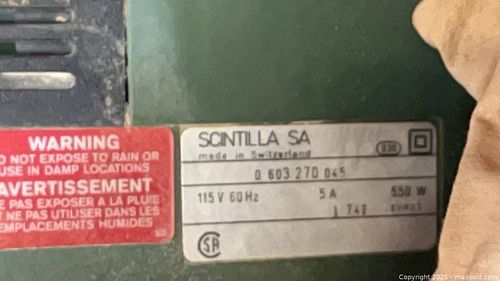 WARNING
DO NOT EXPOSE TO RAIN OR
USE IN DAMP LOCATIONS
AVERTISSEMENT
NE PAS EXPOSER A LA PLUIE
ET NE PAS UTILISER DANS LES
EMPLACEMENTS HUMIDES
SCINTILLA SA
made in Switzerland
0 603 270 045
115 V 60 Hz 5 A 550 W
742
Copyright © 2025 - maxsold.com